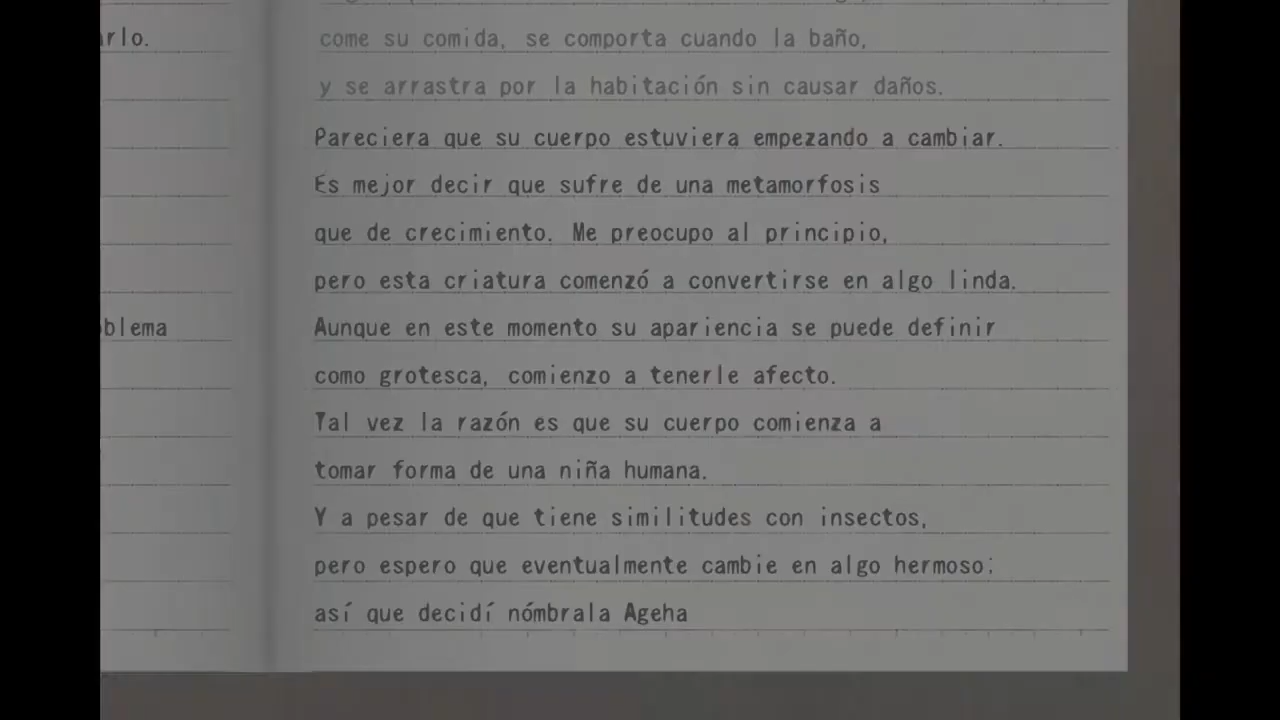 come su comida, se comporta cuando la baño,
y se arrastra por la habitación sin causar daños.
Pareciera que su cuerpo estuviera empezando a cambiar.
Es mejor decir que sufre de una metamorfosis
que de crecimiento. Me preocupo al principio,
pero esta criatura comenzó a convertirse en algo linda.
Aunque en este momento su apariencia se puede definir
como grotesca, comienzo a tenerle afecto.
Tal vez la razón es que su cuerpo comienza a
tomar forma de una niña humana.
Y a pesar de que tiene similitudes con insectos,
pero espero que eventualmente cambie en algo hermoso;
así que decidí nómbrala Ageha